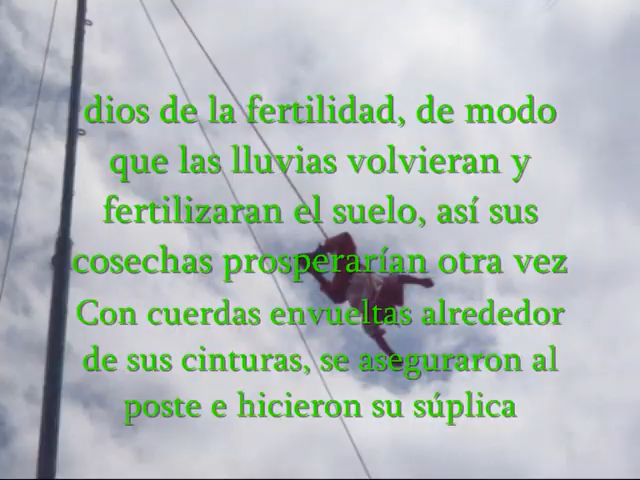 dios de la fertilidad, de modo
que las lluvias volvieran y
fertilizaran el suelo, así sus
cosechas prosperarían otra vez
Con cuerdas envueltas alrededor
de sus cinturas, se aseguraron al
poste e hicieron su súplica